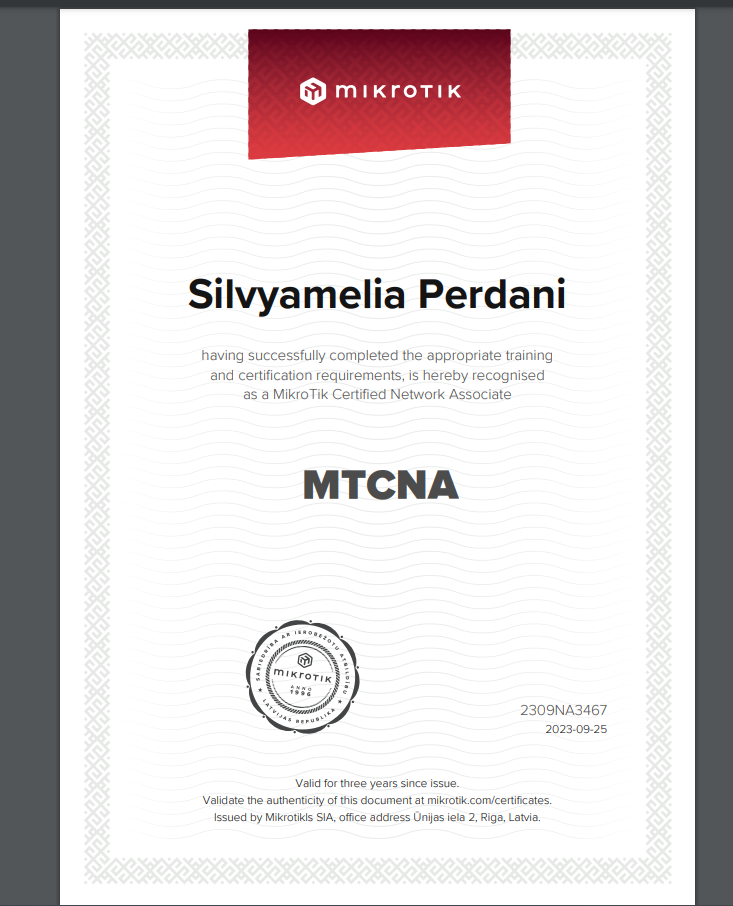 mikrotik
Silvyamelia Perdani
having successfully completed the appropriate training
and certification requirements, is hereby recognised
as a MikroTik Certified Network Associate
MTCNA
SABIEDRĪBA AR IEROBEŽOTU ATBILDĪBU
mikrotik
ANNO
1996
★ LATVIJAS REPUBLIKA ★
2309NA3467
2023-09-25
Valid for three years since issue.
Validate the authenticity of this document at mikrotik.com/certificates.
Issued by Mikrotikls SIA, office address Ūnijas iela 2, Riga, Latvia.